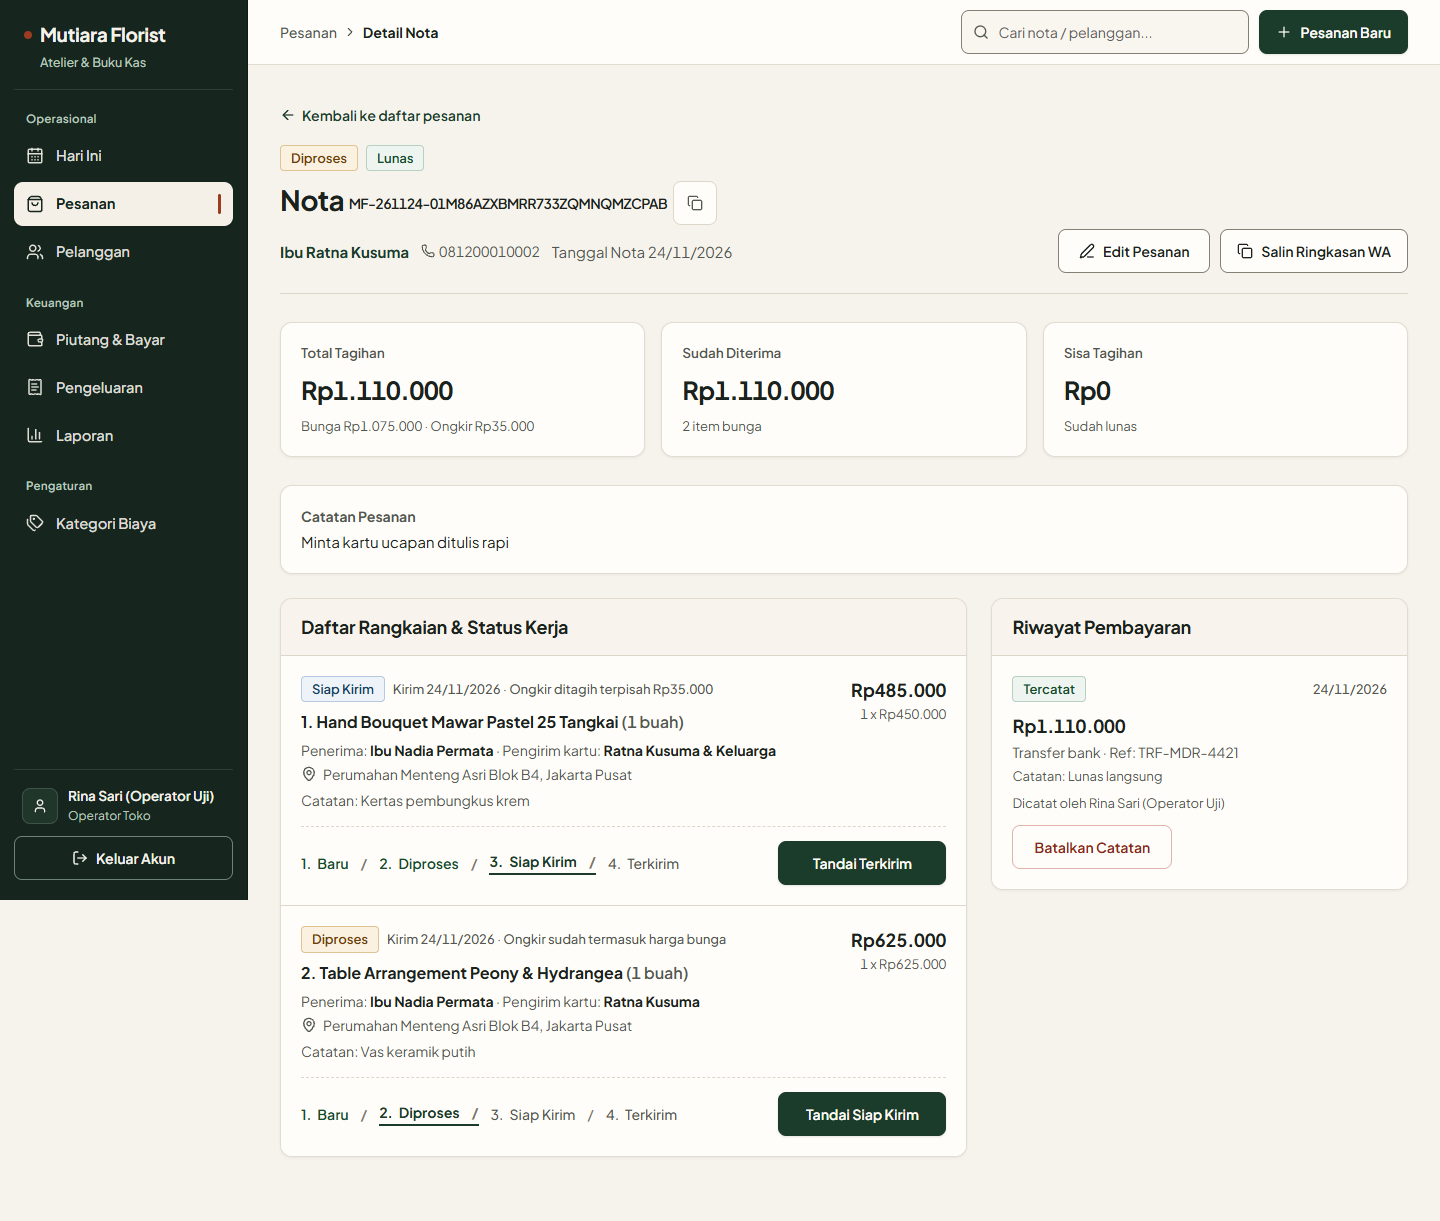 Mutiara Florist
Atelier & Buku Kas
Operasional
Hari Ini
Pesanan
Pelanggan
Keuangan
Piutang & Bayar
Pengeluaran
Laporan
Pengaturan
Kategori Biaya
Rina Sari (Operator Uji)
Operator Toko
Keluar Akun
Pesanan > Detail Nota
Cari nota / pelanggan...
Pesanan Baru
Kembali ke daftar pesanan
Diproses Lunas
Nota MF-261124-01M86AZXBMRR733ZQMNQMZCPAB
Ibu Ratna Kusuma 081200010002 Tanggal Nota 24/11/2026
Edit Pesanan
Salin Ringkasan WA
Total Tagihan
Rp1.110.000
Bunga Rp1.075.000 · Ongkir Rp35.000
Sudah Diterima
Rp1.110.000
2 item bunga
Sisa Tagihan
Rp0
Sudah lunas
Catatan Pesanan
Minta kartu ucapan ditulis rapi
Daftar Rangkaian & Status Kerja
Siap Kirim Kirim 24/11/2026 · Ongkir ditagih terpisah Rp35.000
Rp485.000
1 x Rp450.000
1. Hand Bouquet Mawar Pastel 25 Tangkai (1 buah)
Penerima: Ibu Nadia Permata · Pengirim kartu: Ratna Kusuma & Keluarga
Perumahan Menteng Asri Blok B4, Jakarta Pusat
Catatan: Kertas pembungkus krem
1. Baru / 2. Diproses / 3. Siap Kirim / 4. Terkirim
Tandai Terkirim
Diproses Kirim 24/11/2026 · Ongkir sudah termasuk harga bunga
Rp625.000
1 x Rp625.000
2. Table Arrangement Peony & Hydrangea (1 buah)
Penerima: Ibu Nadia Permata · Pengirim kartu: Ratna Kusuma
Perumahan Menteng Asri Blok B4, Jakarta Pusat
Catatan: Vas keramik putih
1. Baru / 2. Diproses / 3. Siap Kirim / 4. Terkirim
Tandai Siap Kirim
Riwayat Pembayaran
Tercatat 24/11/2026
Rp1.110.000
Transfer bank · Ref: TRF-MDR-4421
Catatan: Lunas langsung
Dicatat oleh Rina Sari (Operator Uji)
Batalkan Catatan